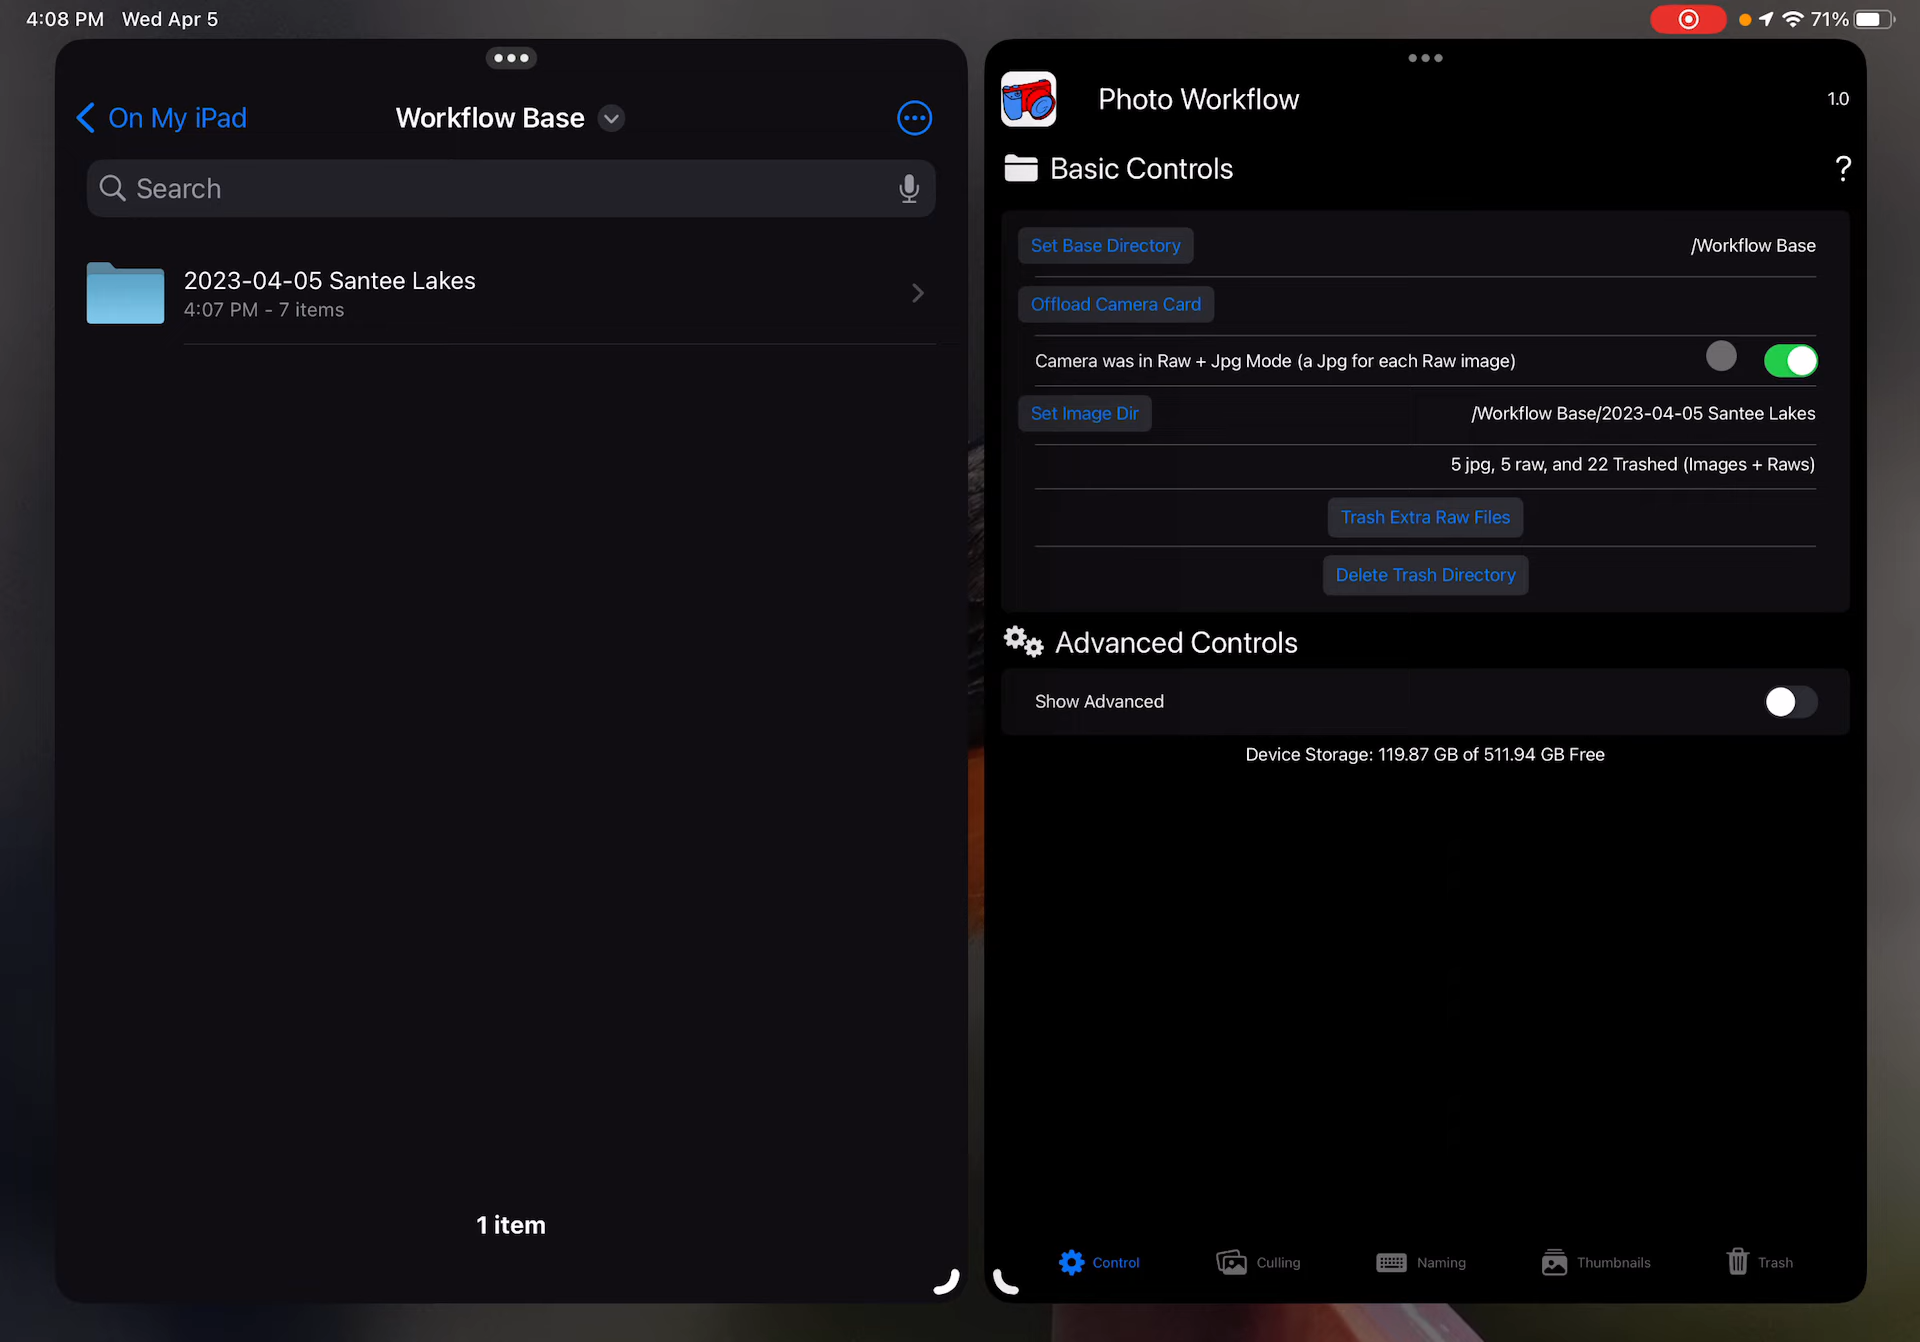 4:08 PM Wed Apr 5
71%
On My iPad
Workflow Base
Search
2023-04-05 Santee Lakes
4:07 PM - 7 items
1 item
Photo Workflow
1.0
Basic Controls
?
Set Base Directory
/Workflow Base
Offload Camera Card
Camera was in Raw + Jpg Mode (a Jpg for each Raw image)
Set Image Dir
/Workflow Base/2023-04-05 Santee Lakes
5 jpg, 5 raw, and 22 Trashed (Images + Raws)
Trash Extra Raw Files
Delete Trash Directory
Advanced Controls
Show Advanced
Device Storage: 119.87 GB of 511.94 GB Free
Control
Culling
Naming
Thumbnails
Trash